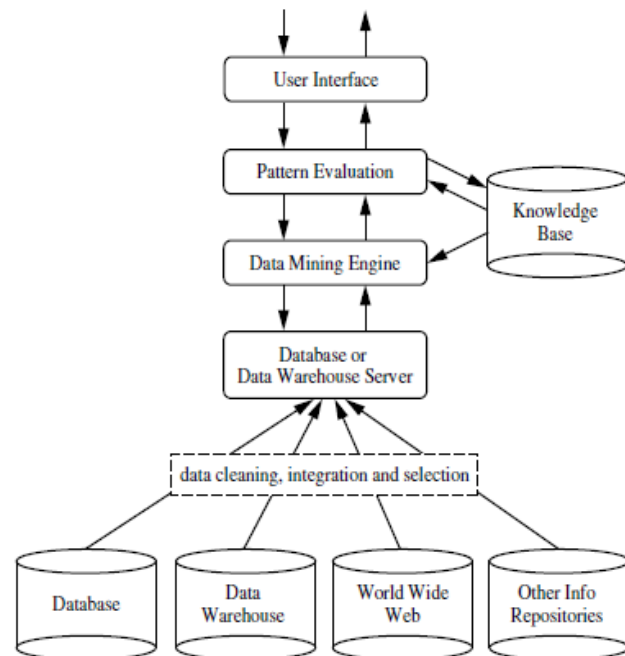 User Interface
Pattern Evaluation
Knowledge
Base
Data Mining Engine
Database or
Data Warehouse Server
data cleaning, integration and selection
Database
Data
Warehouse
World Wide
Web
Other Info
Repositories